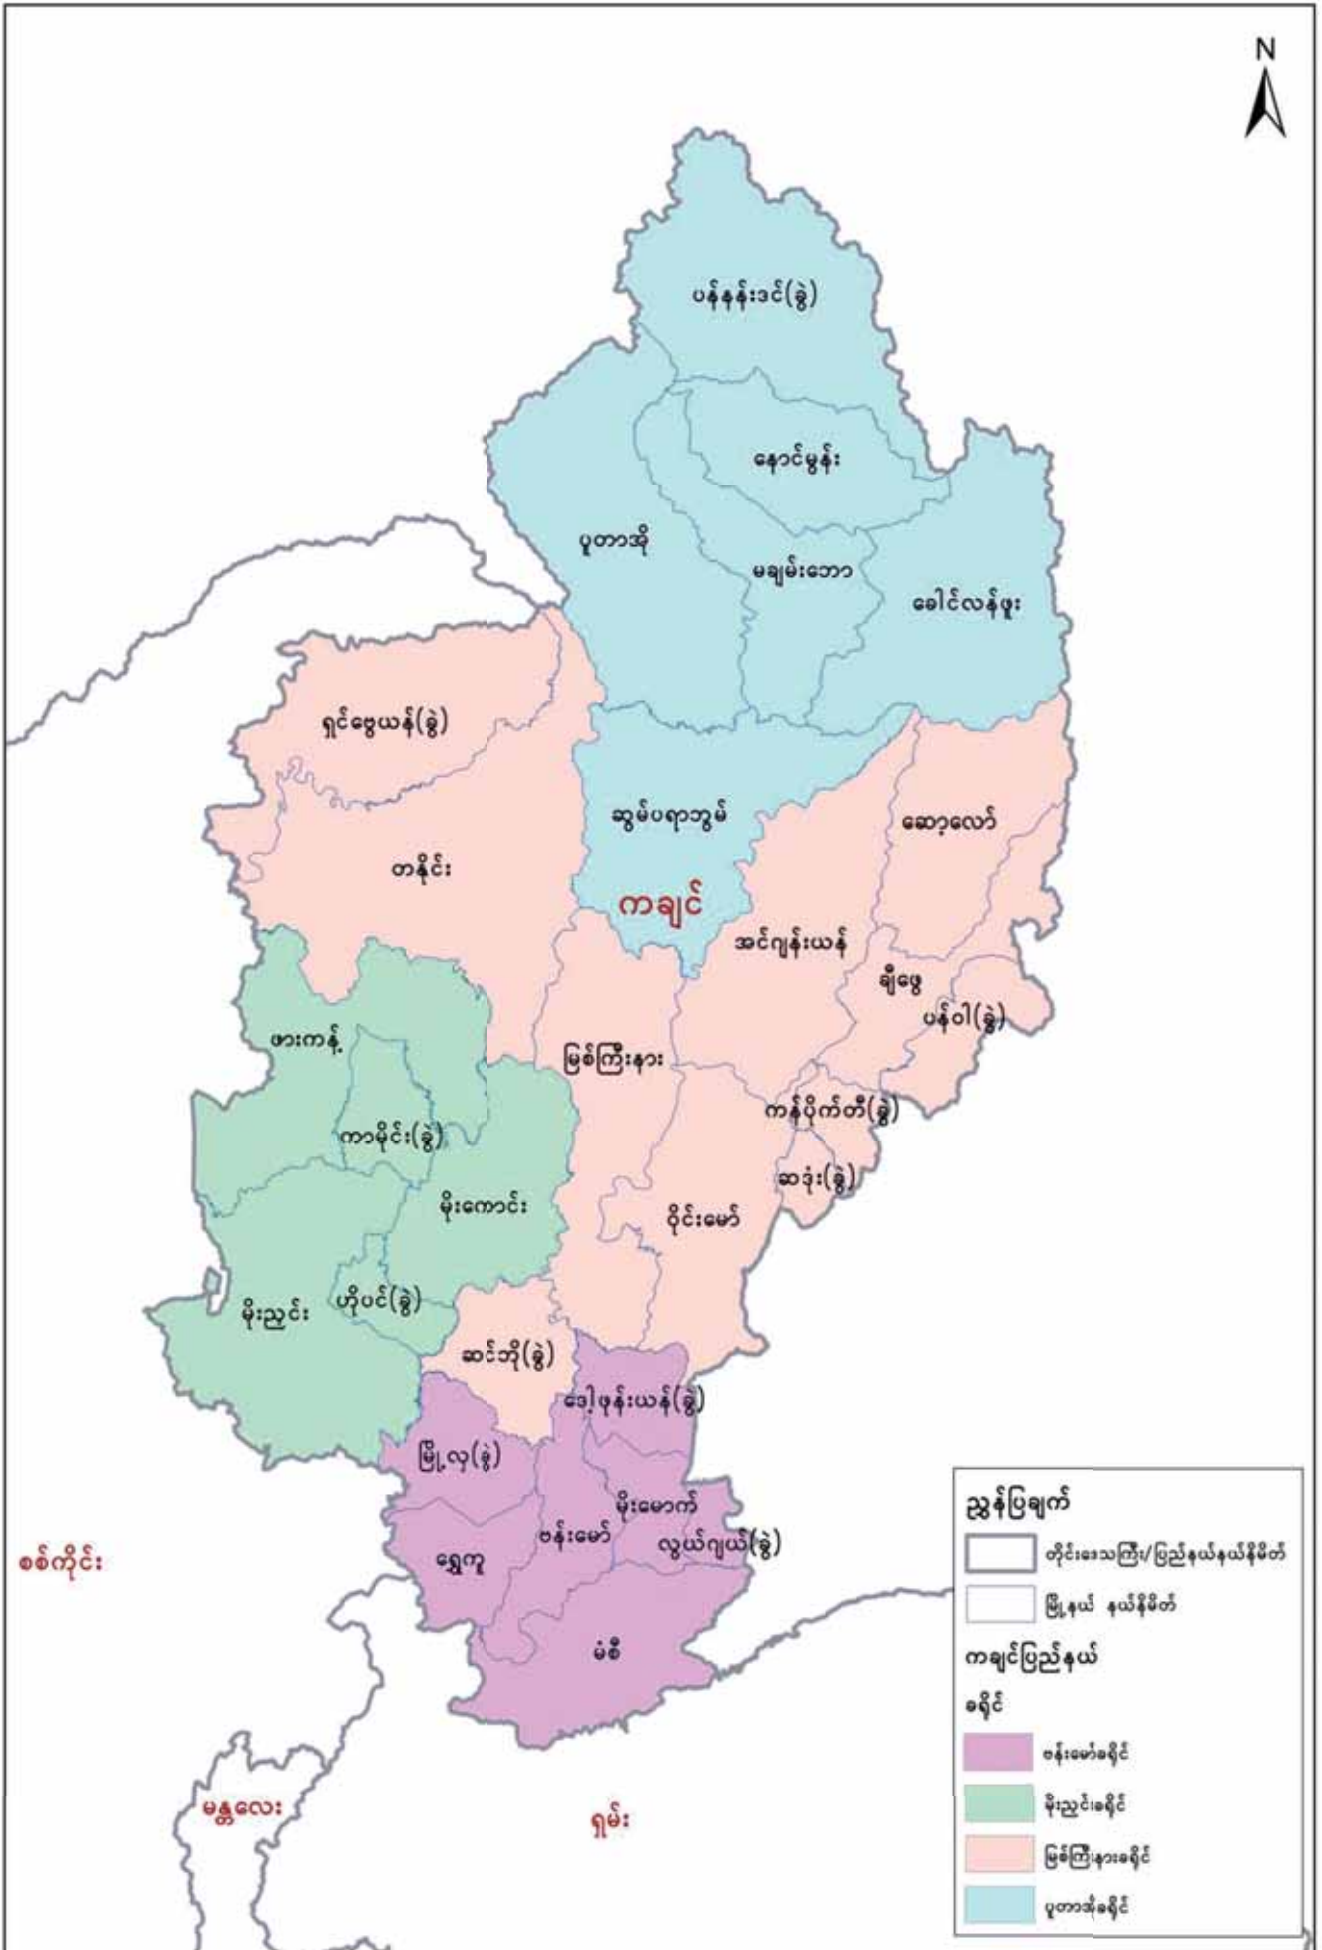 N
ပန်နန်းဒင်(ခွဲ)
နောင်မွန်း
ပူတာအို
မချမ်းဘော
ခေါင်လန်ဖူး
ရှင်ဗွေယန်(ခွဲ)
ဆွမ်ပရာဘွမ်
ဆော့လော်
တနိုင်း
ကချင်
အင်ဂျန်းယန်
ချီဖွေ
ပန်ဝါ(ခွဲ)
ဖားကန့်
မြစ်ကြီးနား
ကန်ပိုက်တီ(ခွဲ)
ကာမိုင်း(ခွဲ)
ဆဒုံး(ခွဲ)
မိုးကောင်း
ဝိုင်းမော်
ဟိုပင်(ခွဲ)
မိုးညှင်း
ဆင်ဘို(ခွဲ)
ဒေါ့ဖုန်းယန်(ခွဲ)
မြို့လှ(ခွဲ)
မိုးမောက်
ဗန်းမော်
လွယ်ဂျယ်(ခွဲ)
ရွှေကူ
စစ်ကိုင်း
မံစီ
မန္တလေး
ရှမ်း
ညွှန်ပြချက်
တိုင်းဒေသကြီး/ပြည်နယ်နယ်နိမိတ်
မြို့နယ် နယ်နိမိတ်
ကချင်ပြည်နယ်
ခရိုင်
ဗန်းမော်ခရိုင်
မိုးညှင်းခရိုင်
မြစ်ကြီးနားခရိုင်
ပူတာအိုခရိုင်